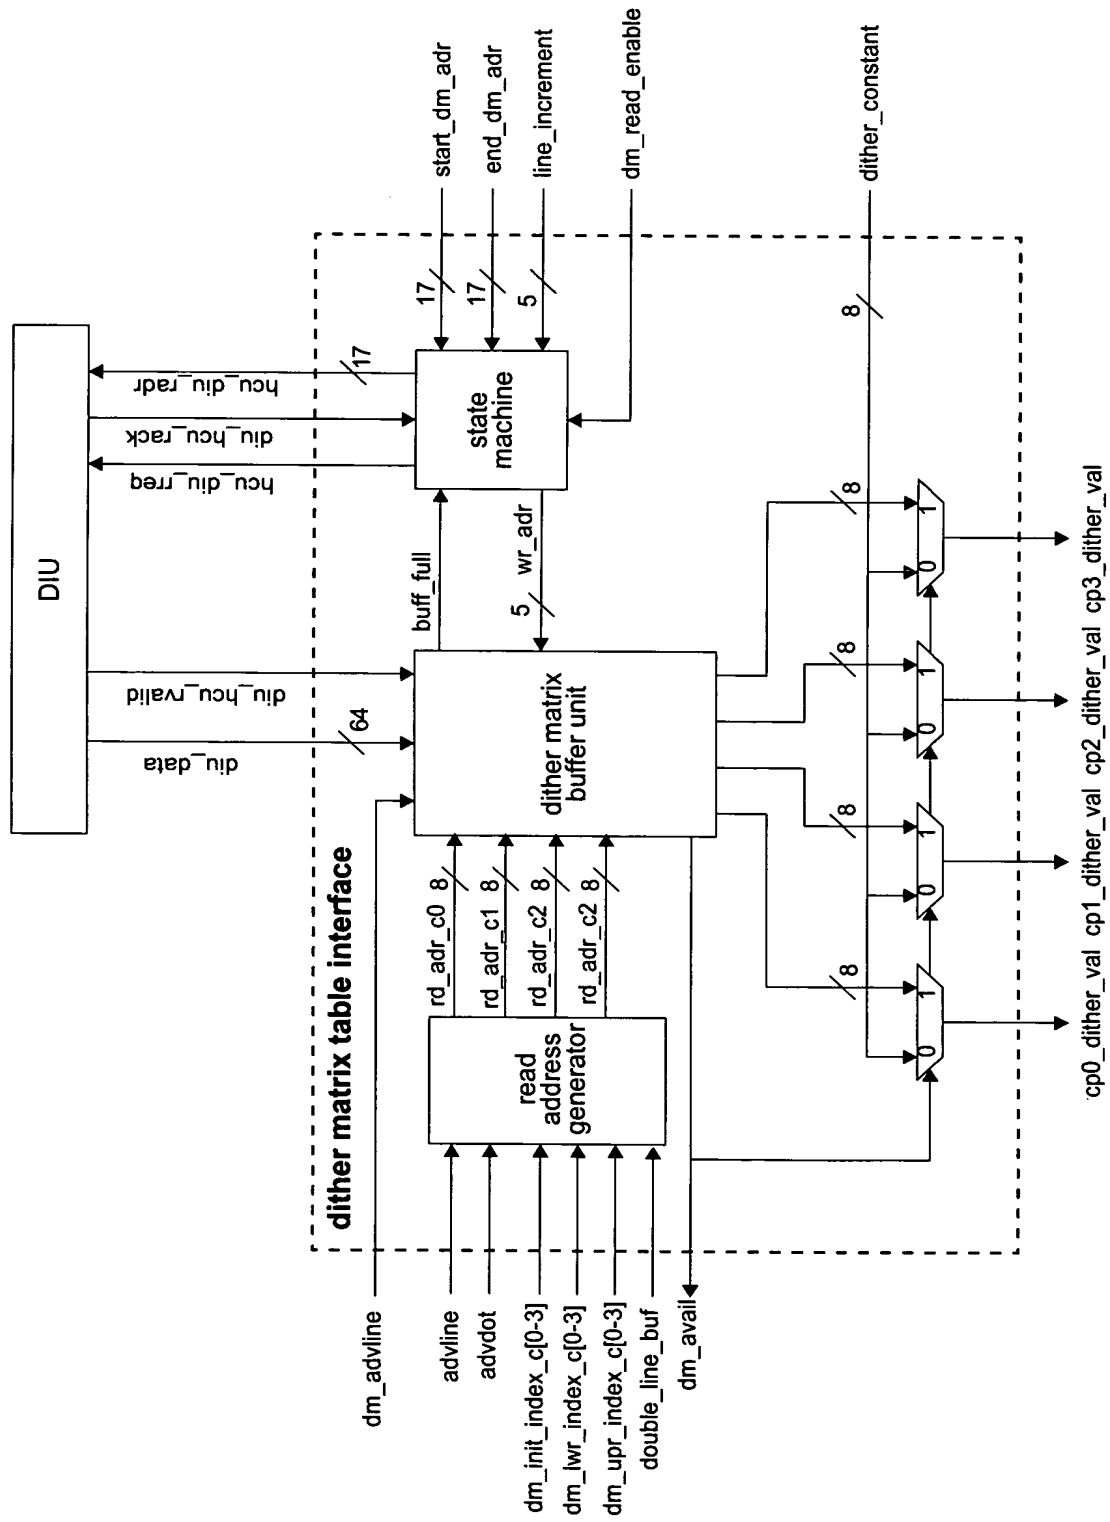 DIU
dither matrix table interface
diu_data
64
diu_hcu_rvalid
hcu_diu_rreq
diu_hcu_rack
hcu_diu_radr
17
dm_advline
advline
advdot
dm_init_index_c[0-3]
dm_lwr_index_c[0-3]
dm_upr_index_c[0-3]
double_line_buf
dm_avail
read
address
generator
rd_adr_c0
8
rd_adr_c1
8
rd_adr_c2
8
rd_adr_c2
8
dither matrix
buffer unit
buff_full
wr_adr
5
state
machine
17
start_dm_adr
17
end_dm_adr
5
line_increment
dm_read_enable
8
dither_constant
8
8
8
8
0
1
0
1
0
1
0
1
cp0_dither_val cp1_dither_val cp2_dither_val cp3_dither_val